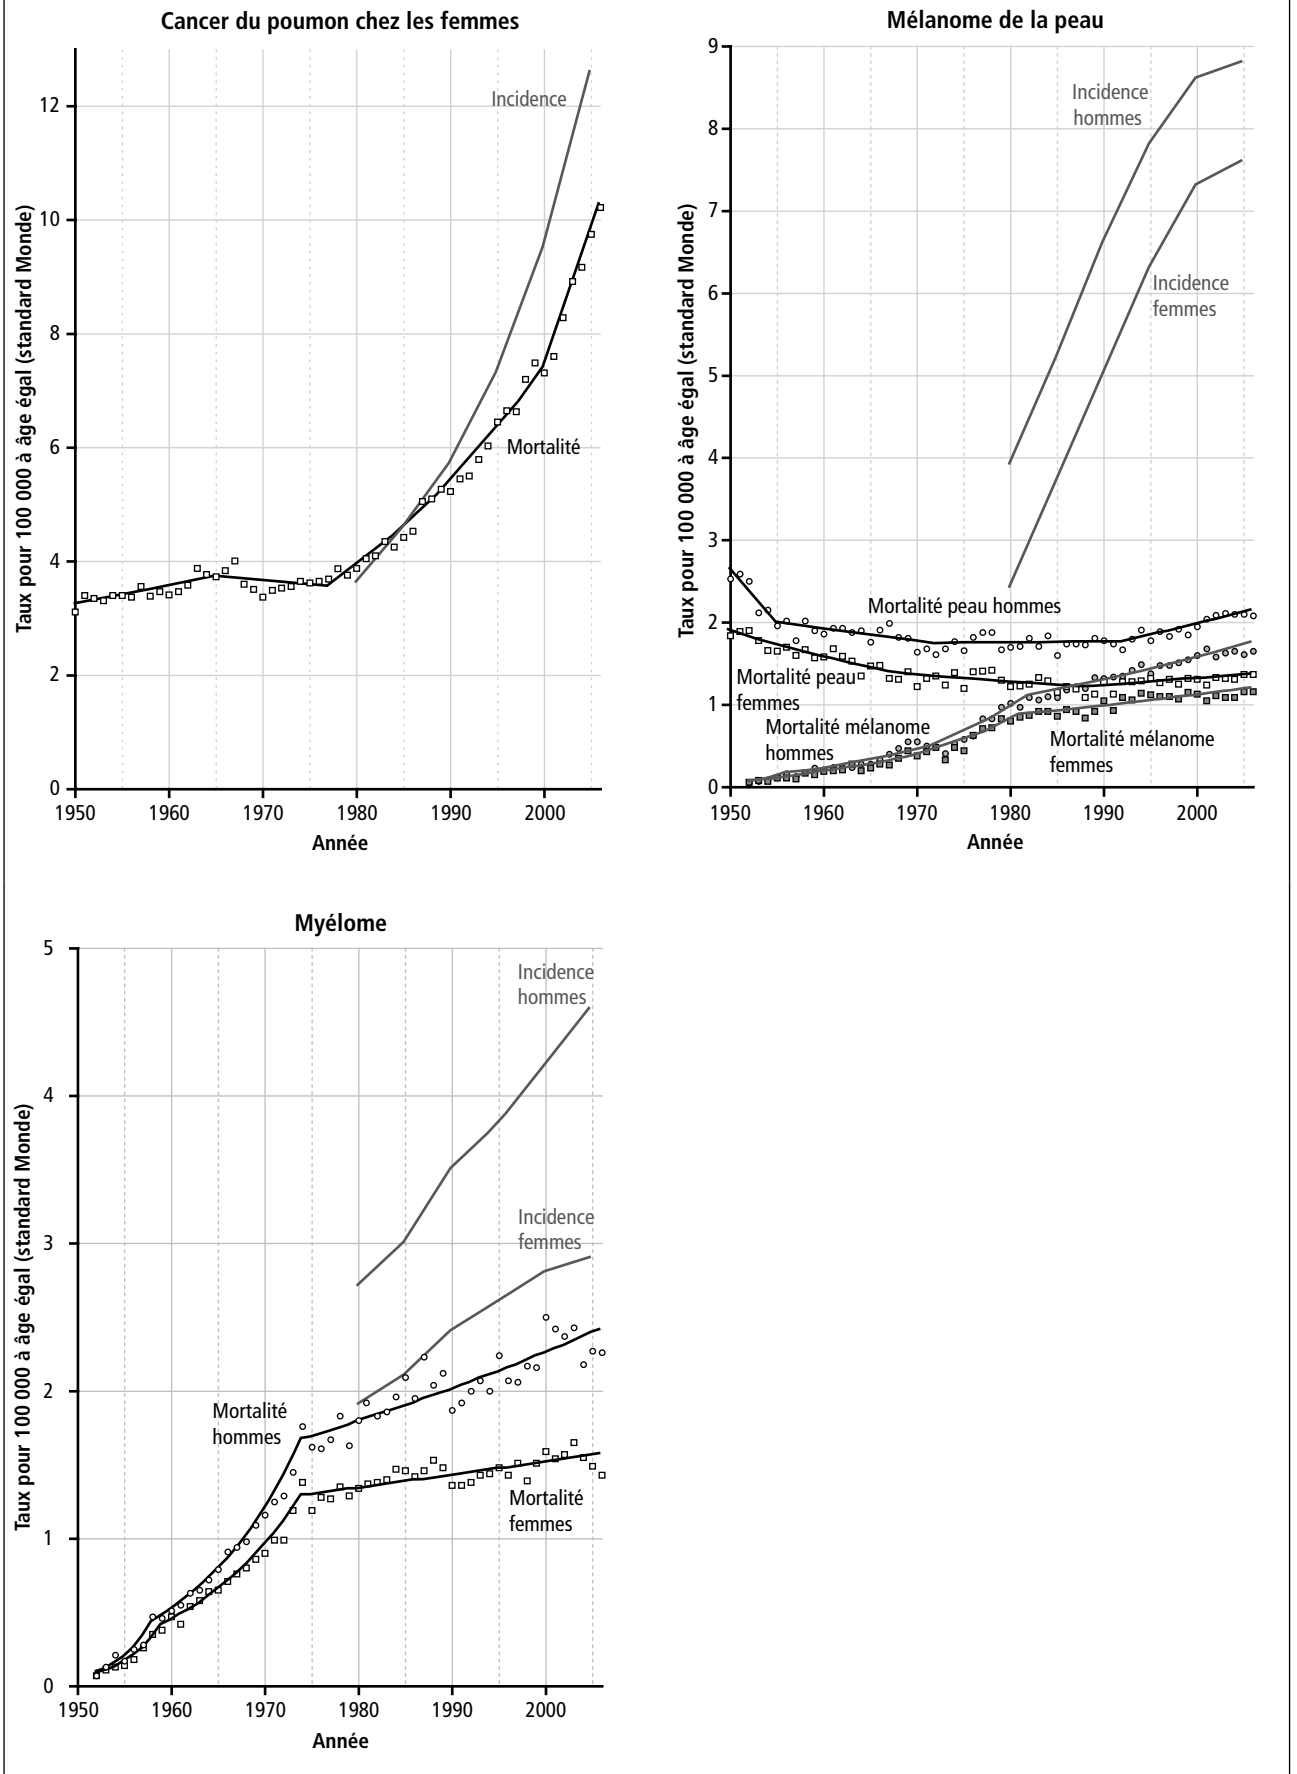 Cancer du poumon chez les femmes
Taux pour 100 000 à âge égal (standard Monde)
12
10
8
6
4
2
0
Incidence
Mortalité
1950 1960 1970 1980 1990 2000
Année
Mélanome de la peau
Taux pour 100 000 à âge égal (standard Monde)
9
8
7
6
5
4
3
2
1
0
Incidence
hommes
Incidence
femmes
Mortalité peau hommes
Mortalité peau
femmes
Mortalité mélanome
hommes
Mortalité mélanome
femmes
1950 1960 1970 1980 1990 2000
Année
Myélome
Taux pour 100 000 à âge égal (standard Monde)
5
4
3
2
1
0
Incidence
hommes
Incidence
femmes
Mortalité
hommes
Mortalité
femmes
1950 1960 1970 1980 1990 2000
Année